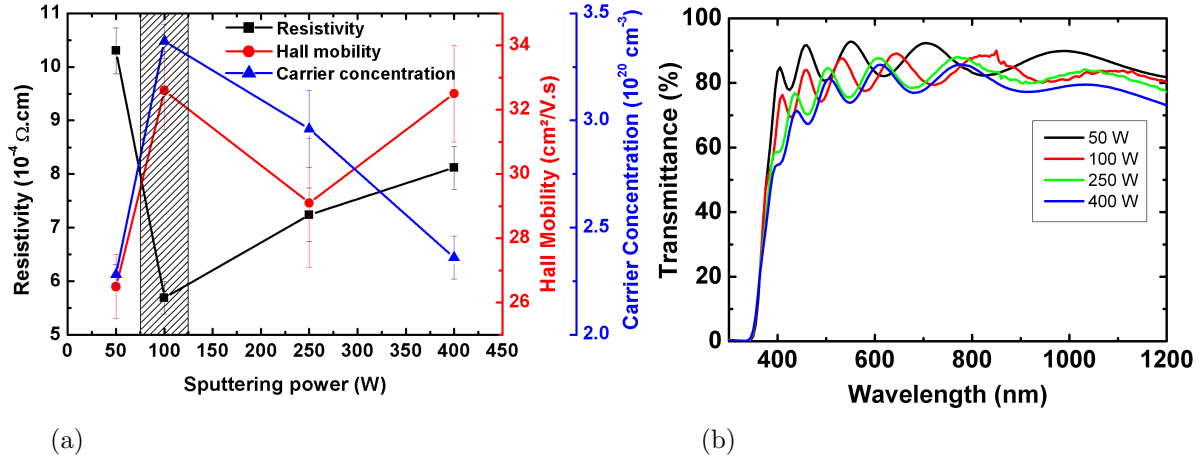 11
10
9
8
7
6
5
Resistivity (10⁻⁴ Ω.cm)
0 50 100 150 200 250 300 350 400 450
Sputtering power (W)
Resistivity
Hall mobility
Carrier concentration
34
32
30
28
26
Hall Mobility (cm²/V.s)
3.5
3.0
2.5
2.0
Carrier Concentration (10²⁰ cm⁻³)
(a)
100
80
60
40
20
0
Transmittance (%)
400 600 800 1000 1200
Wavelength (nm)
50 W
100 W
250 W
400 W
(b)